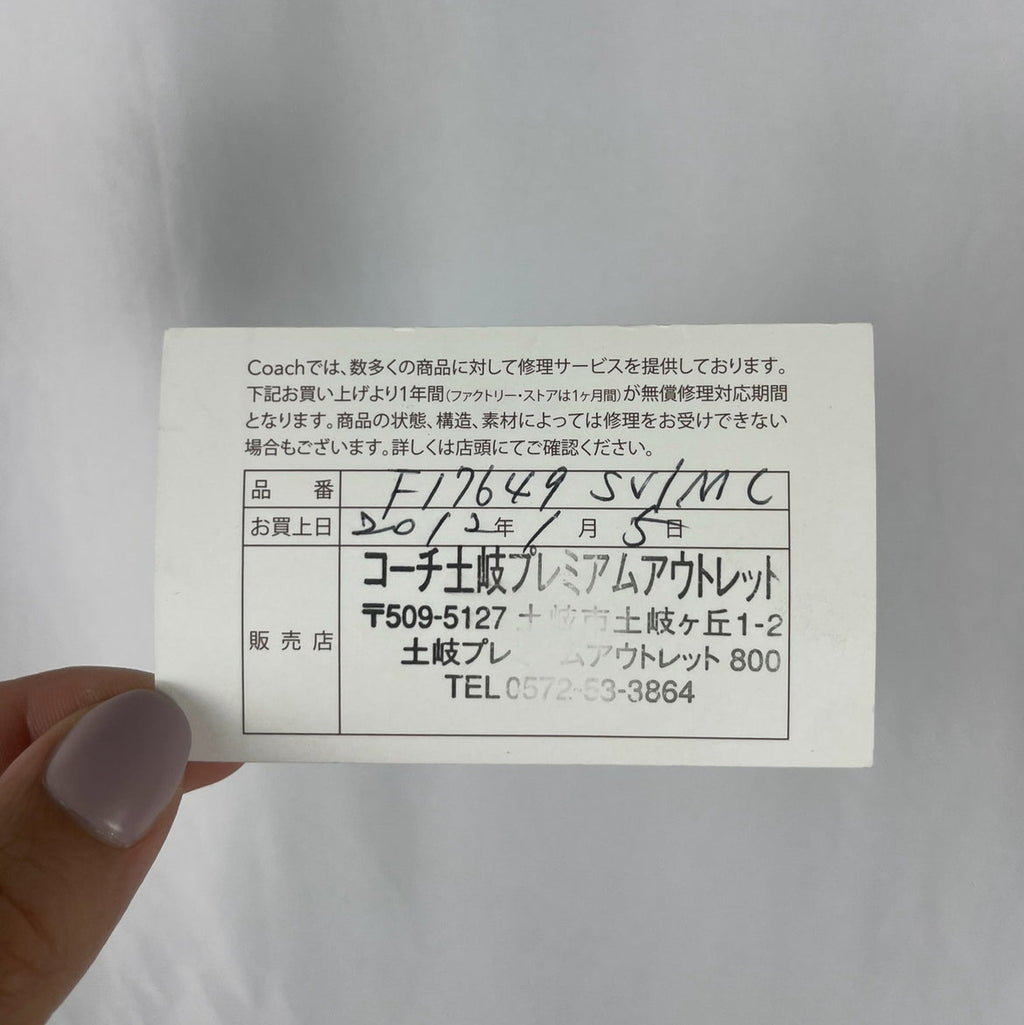 Coachでは、数多くの商品に対して修理サービスを提供しております。
下記お買い上げより1年間(ファクトリー・ストアは1ヶ月間)が無償修理対応期間
となります。商品の状態、構造、素材によっては修理をお受けできない
場合もございます。詳しくは店頭にてご確認ください。
品 番 F17649 SV/MC
お買上日 2012年1月5日
販売店
コーチ土岐プレミアムアウトレット
〒509-5127 土岐市土岐ヶ丘1-2
土岐プレミアムアウトレット 800
TEL 0572-53-3864